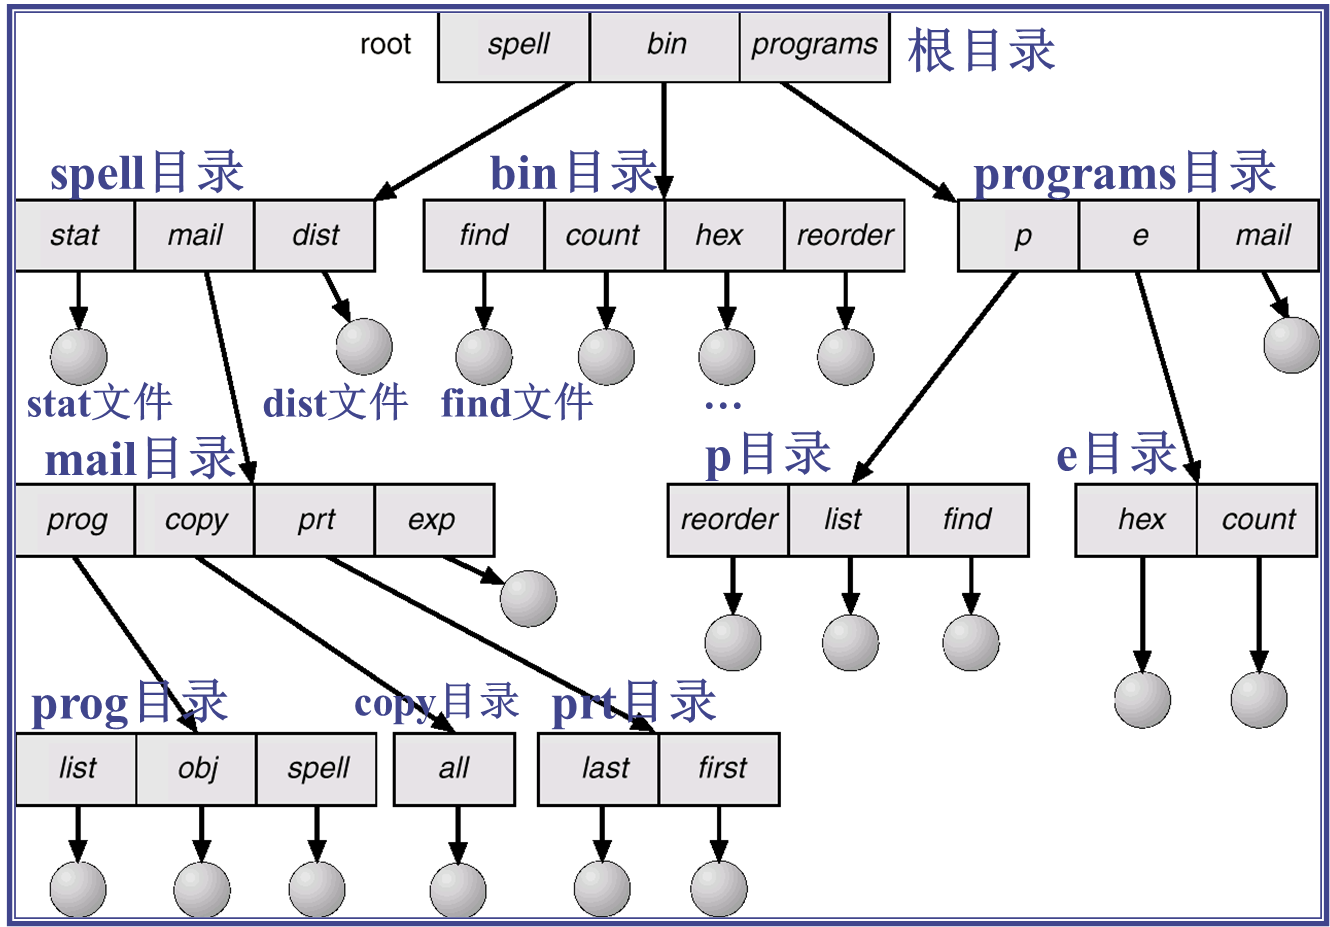 root spell bin programs 根目录
spell目录 bin目录 programs目录
stat mail dist find count hex reorder p e mail
stat文件 dist文件 find文件 …
mail目录 p目录 e目录
prog copy prt exp reorder list find hex count
prog目录 copy目录 prt目录
list obj spell all last first